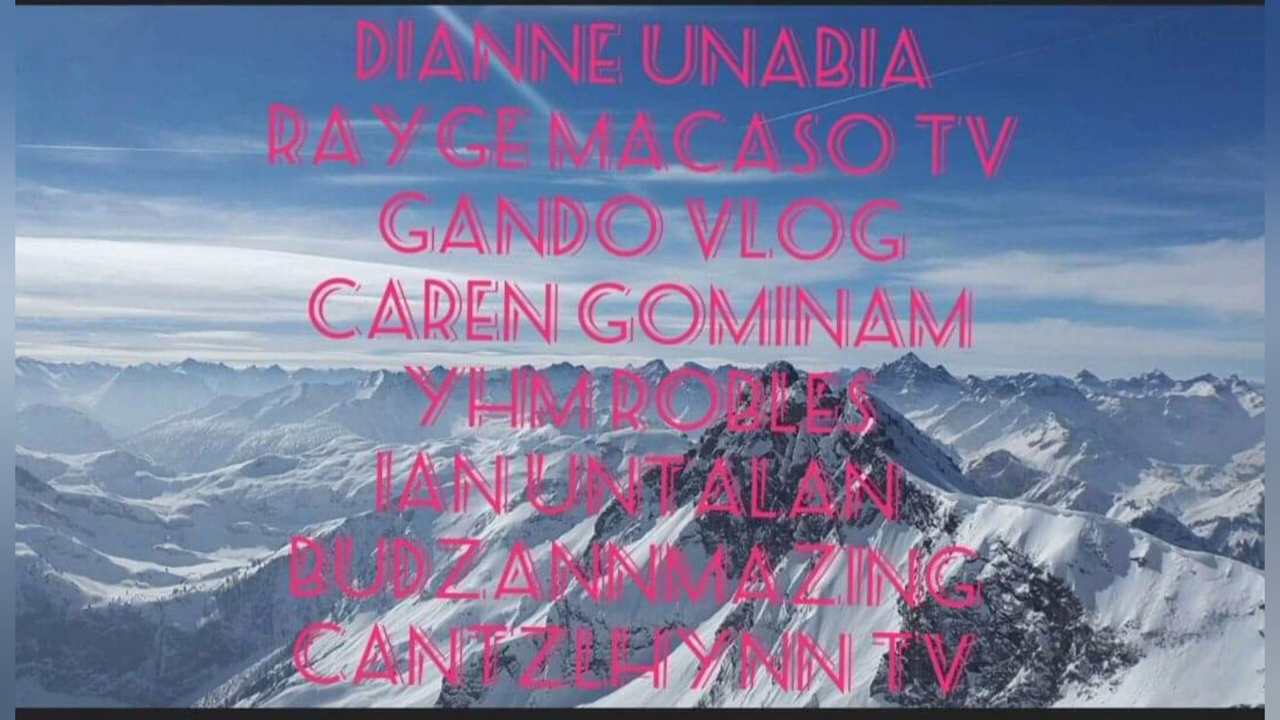 DIANNE UNABIA
RAYGE MACASO TV
GANDO VLOG
CAREN GOMINAM
YHM ROBLES
IAN UNTALAN
BUDZANNMAZING
CANTZLHYNN TV